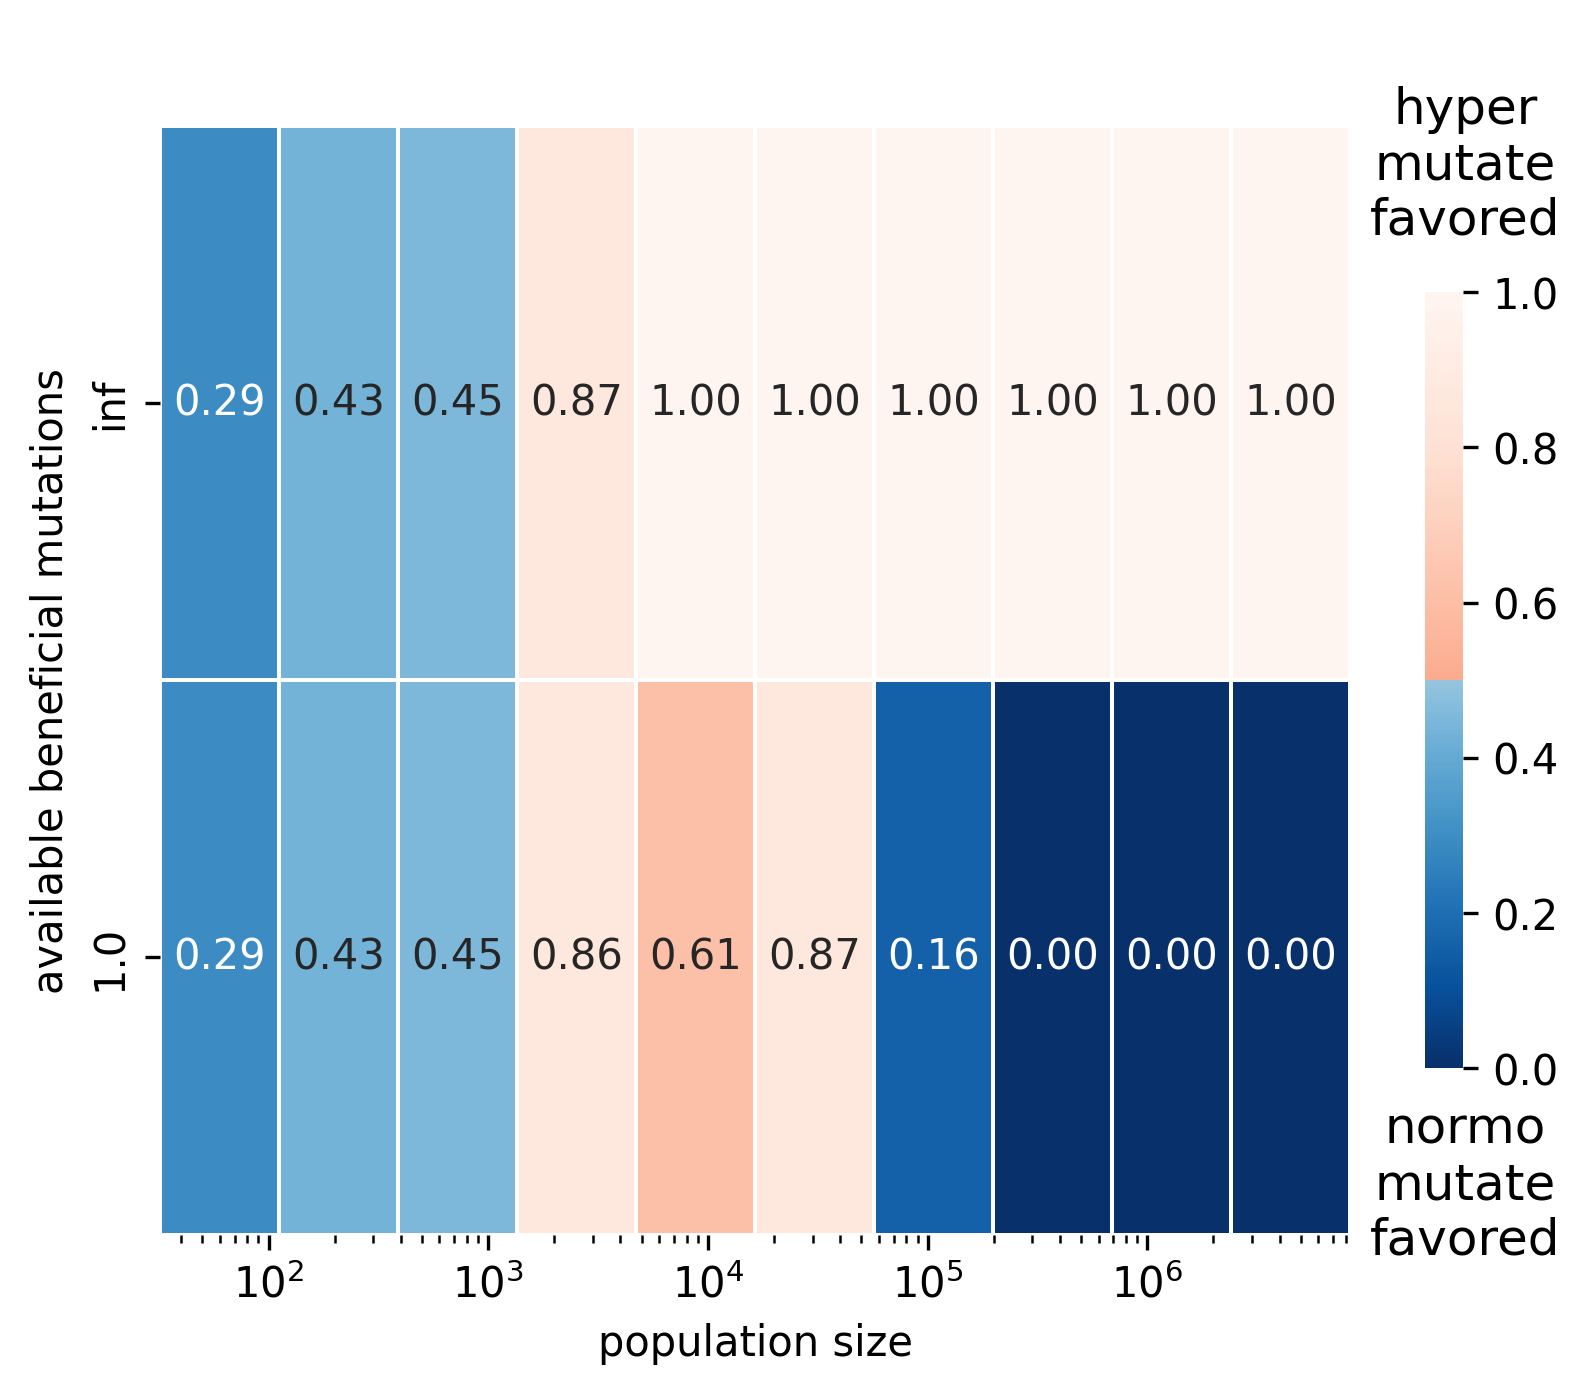 hyper
mutate
favored
available beneficial mutations
inf
0.29 0.43 0.45 0.87 1.00 1.00 1.00 1.00 1.00 1.00
1.0
0.29 0.43 0.45 0.86 0.61 0.87 0.16 0.00 0.00 0.00
10² 10³ 10⁴ 10⁵ 10⁶
population size
1.0
0.8
0.6
0.4
0.2
0.0
normo
mutate
favored